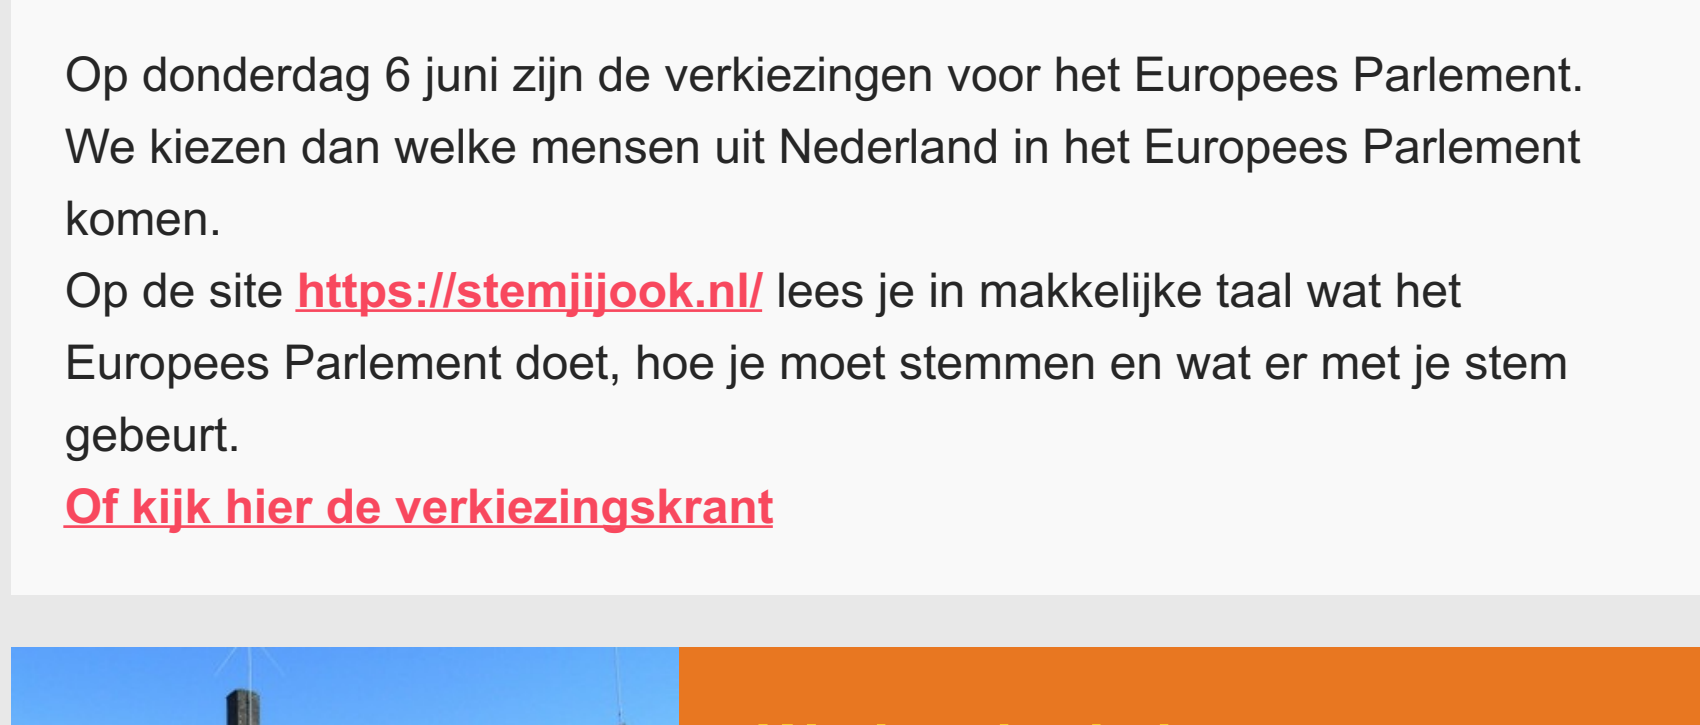 Op donderdag 6 juni zijn de verkiezingen voor het Europees Parlement.
We kiezen dan welke mensen uit Nederland in het Europees Parlement
komen.
Op de site https://stemjijook.nl/ lees je in makkelijke taal wat het
Europees Parlement doet, hoe je moet stemmen en wat er met je stem
gebeurt.
Of kijk hier de verkiezingskrant